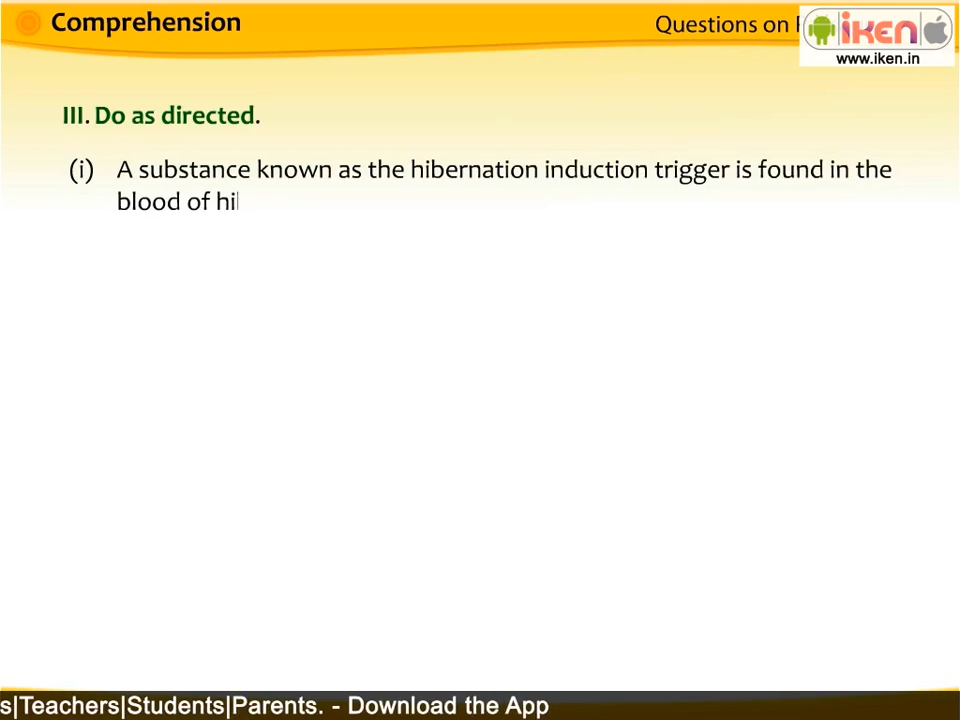 Comprehension
Questions on
iken
www.iken.in
III. Do as directed.
(i) A substance known as the hibernation induction trigger is found in the
blood of hi
s|Teachers|Students|Parents. - Download the App